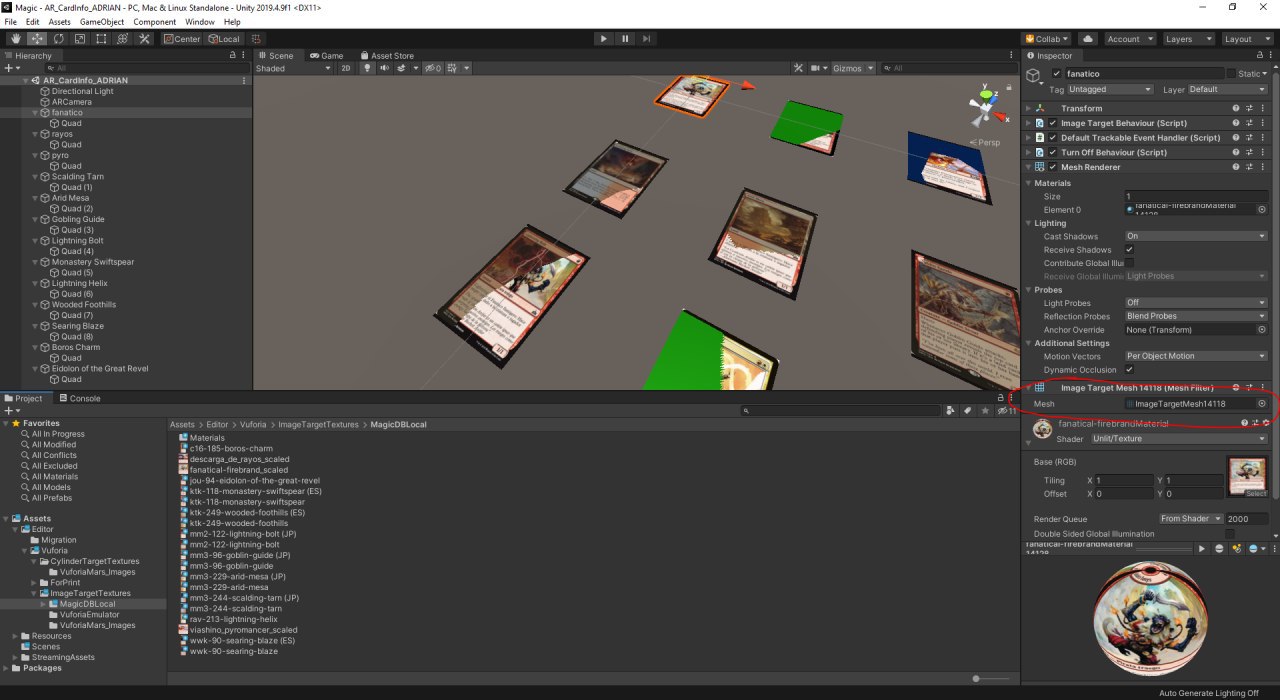 Magic - AR_CardInfo_ADRIAN - PC, Mac & Linux Standalone - Unity 2019.4.9f1 <DX11>
File Edit Assets GameObject Component Window Help
Center Local
Collab Account Layers Layout
Hierarchy
All
AR_CardInfo_ADRIAN
Directional Light
ARCamera
fanatico
Quad
rayos
Quad
pyro
Quad
Scalding Tarn
Quad (1)
Arid Mesa
Quad (2)
Gobling Guide
Quad (3)
Lightning Bolt
Quad (4)
Monastery Swiftspear
Quad (5)
Lightning Helix
Quad (6)
Wooded Foothills
Quad (7)
Searing Blaze
Quad (8)
Boros Charm
Quad
Eidolon of the Great Revel
Quad
Scene Game Asset Store
Shaded 2D 0 Gizmos All
y
z
x
Persp
Inspector
fanatico Static
Tag Untagged Layer Default
Transform
Image Target Behaviour (Script)
Default Trackable Event Handler (Script)
Turn Off Behaviour (Script)
Mesh Renderer
Materials
Size 1
Element 0 fanatical-firebrandMaterial
14128
Lighting
Cast Shadows On
Receive Shadows
Contribute Global Illu
Receive Global Illumi Light Probes
Probes
Light Probes Off
Reflection Probes Blend Probes
Anchor Override None (Transform)
Additional Settings
Motion Vectors Per Object Motion
Dynamic Occlusion
Image Target Mesh 14118 (Mesh Filter)
Mesh ImageTargetMesh14118
fanatical-firebrandMaterial
Shader Unlit/Texture
Base (RGB)
Tiling X 1 Y 1
Offset X 0 Y 0
Select
Render Queue From Shader 2000
Double Sided Global Illumination
fanatical-firebrandMaterial
14128
Project Console
11
Favorites
All In Progress
All Modified
All Conflicts
All Excluded
All Materials
All Models
All Prefabs
Assets
Editor
Migration
Vuforia
CylinderTargetTextures
VuforiaMars_Images
ForPrint
ImageTargetTextures
MagicDBLocal
VuforiaEmulator
VuforiaMars_Images
Resources
Scenes
StreamingAssets
Packages
Assets > Editor > Vuforia > ImageTargetTextures > MagicDBLocal
Materials
c16-185-boros-charm
descarga_de_rayos_scaled
fanatical-firebrand_scaled
jou-94-eidolon-of-the-great-revel
ktk-118-monastery-swiftspear (ES)
ktk-118-monastery-swiftspear
ktk-249-wooded-foothills (ES)
ktk-249-wooded-foothills
mm2-122-lightning-bolt (JP)
mm2-122-lightning-bolt
mm3-96-goblin-guide (JP)
mm3-96-goblin-guide
mm3-229-arid-mesa (JP)
mm3-229-arid-mesa
mm3-244-scalding-tarn (JP)
mm3-244-scalding-tarn
rav-213-lightning-helix
viashino_pyromancer_scaled
wwk-90-searing-blaze (ES)
wwk-90-searing-blaze
Auto Generate Lighting Off